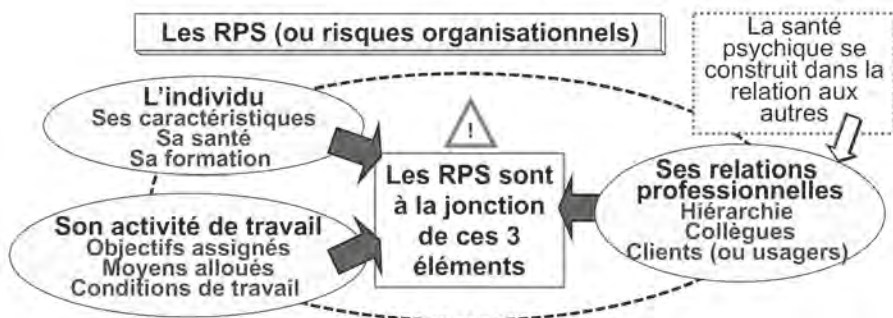 Les RPS (ou risques organisationnels)
La santé
psychique se
construit dans la
relation aux
autres
L'individu
Ses caractéristiques
Sa santé
Sa formation
!
Les RPS sont
à la jonction
de ces 3
éléments
Ses relations
professionnelles
Hiérarchie
Collègues
Clients (ou usagers)
Son activité de travail
Objectifs assignés
Moyens alloués
Conditions de travail